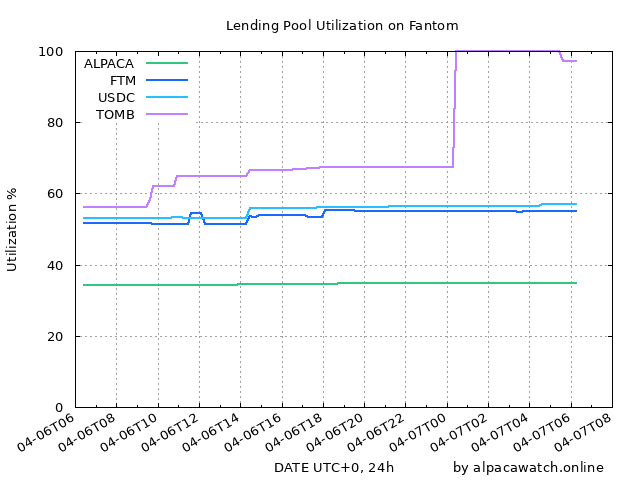 Lending Pool Utilization on Fantom
100
80
60
40
20
0
Utilization %
ALPACA
FTM
USDC
TOMB
04-06T06
04-06T08
04-06T10
04-06T12
04-06T14
04-06T16
04-06T18
04-06T20
04-06T22
04-07T00
04-07T02
04-07T04
04-07T06
04-07T08
DATE UTC+0, 24h
by alpacawatch.online